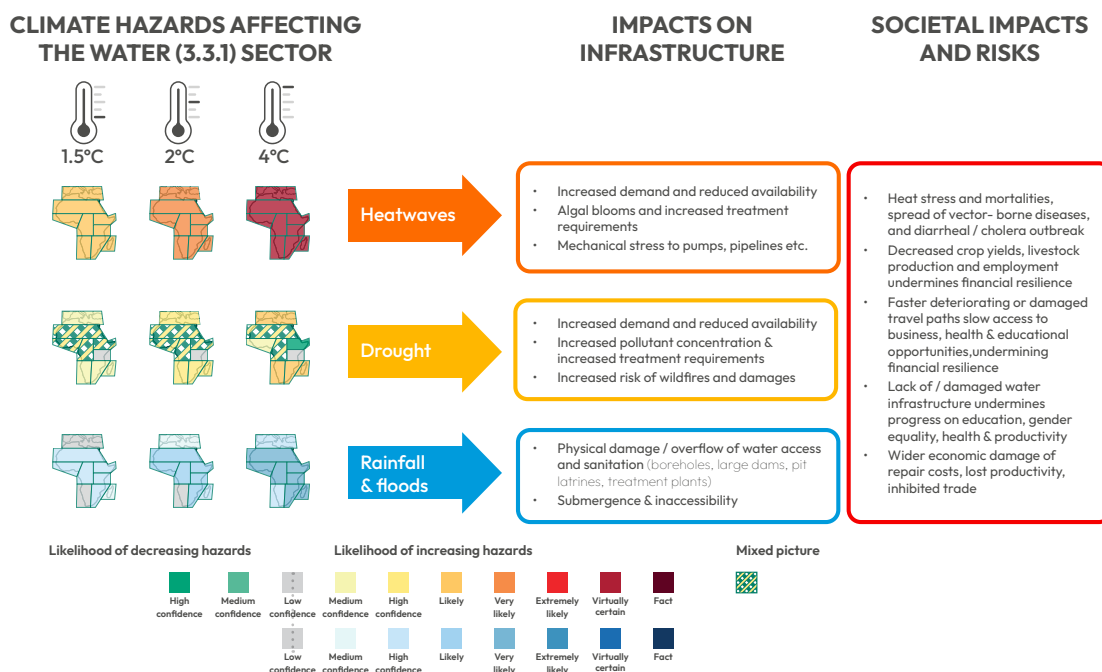 CLIMATE HAZARDS AFFECTING
THE WATER (3.3.1) SECTOR
IMPACTS ON
INFRASTRUCTURE
SOCIETAL IMPACTS
AND RISKS
1.5°C
2°C
4°C
Heatwaves
• Increased demand and reduced availability
• Algal blooms and increased treatment
requirements
• Mechanical stress to pumps, pipelines etc.
Drought
• Increased demand and reduced availability
• Increased pollutant concentration &
increased treatment requirements
• Increased risk of wildfires and damages
Rainfall
& floods
• Physical damage / overflow of water access
and sanitation (boreholes, large dams, pit
latrines, treatment plants)
• Submergence & inaccessibility
• Heat stress and mortalities,
spread of vector- borne diseases,
and diarrheal / cholera outbreak
• Decreased crop yields, livestock
production and employment
undermines financial resilience
• Faster deteriorating or damaged
travel paths slow access to
business, health & educational
opportunities,undermining
financial resilience
• Lack of / damaged water
infrastructure undermines
progress on education, gender
equality, health & productivity
• Wider economic damage of
repair costs, lost productivity,
inhibited trade
Likelihood of decreasing hazards
Likelihood of increasing hazards
Mixed picture
High
confidence
Medium
confidence
Low
confidence
Medium
confidence
High
confidence
Likely
Very
likely
Extremely
likely
Virtually
certain
Fact
Low
confidence
Medium
confidence
High
confidence
Likely
Very
likely
Extremely
likely
Virtually
certain
Fact